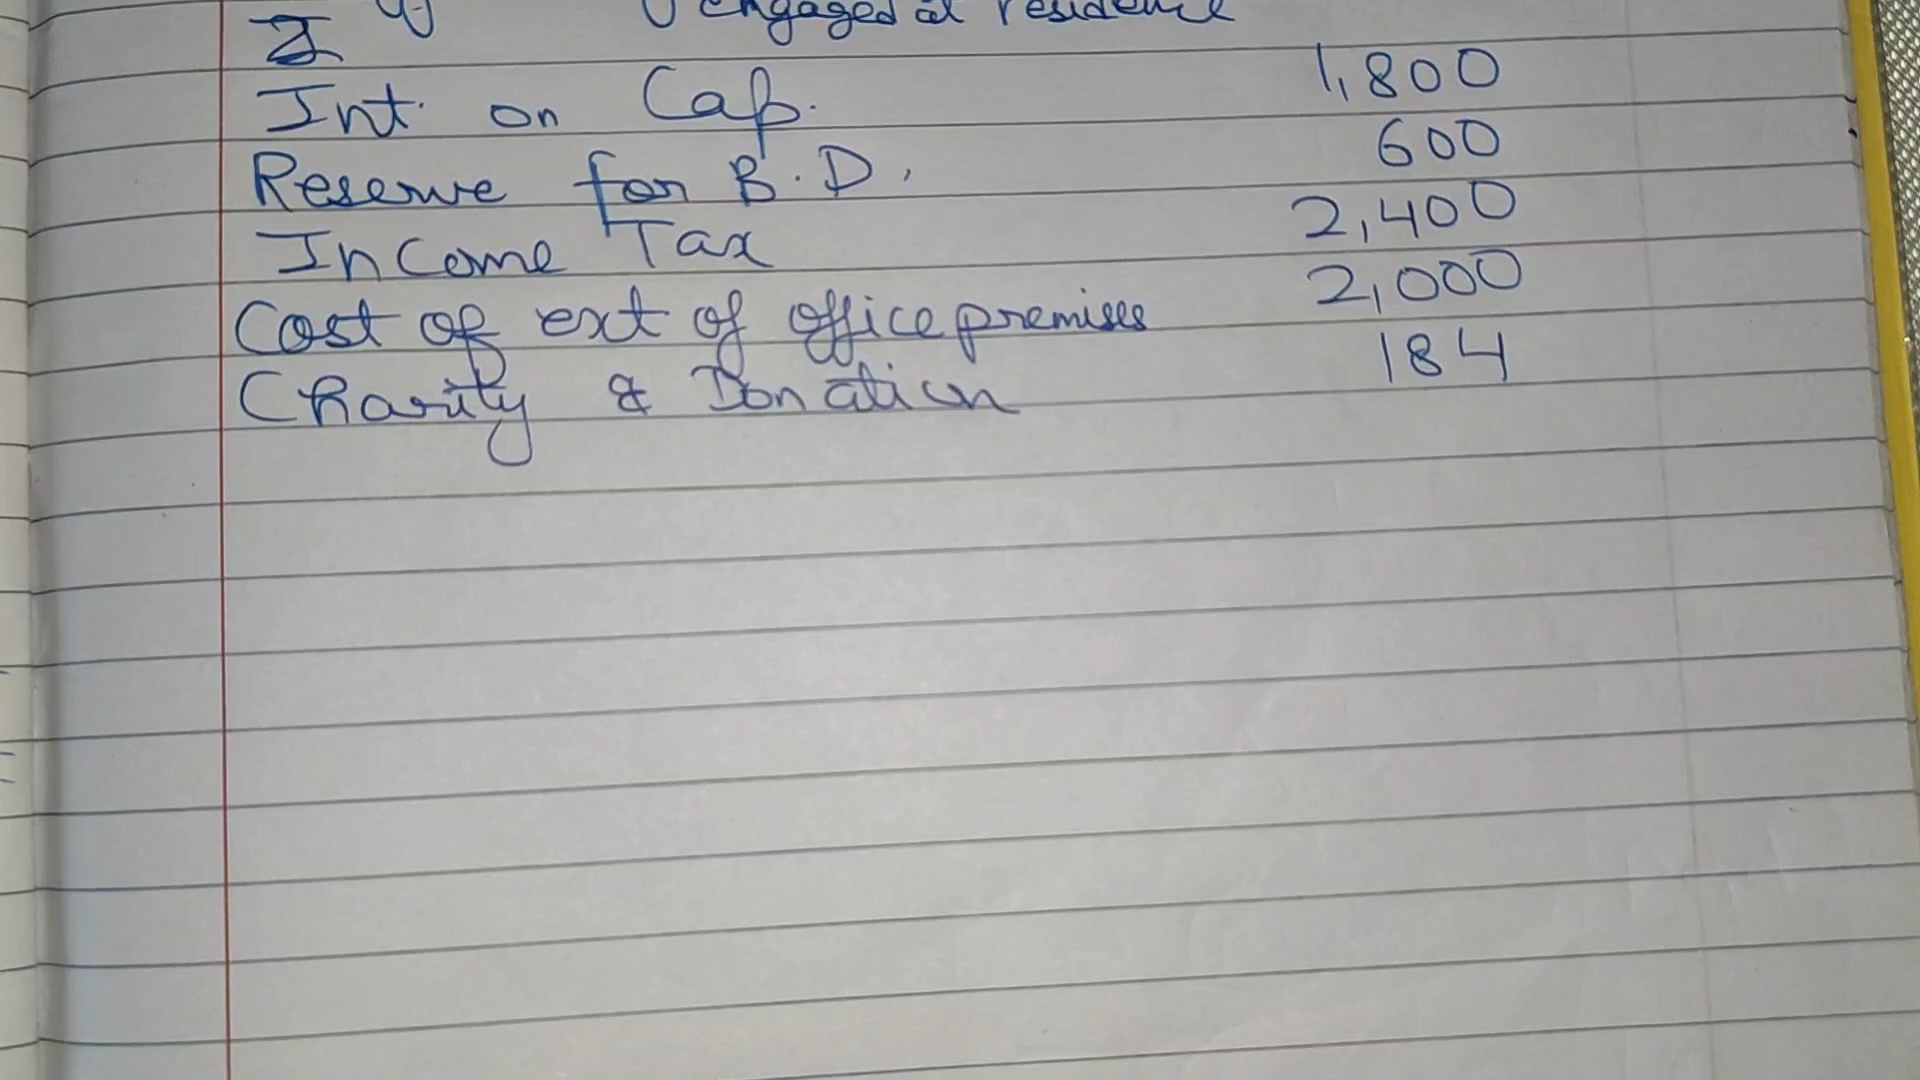 engaged at residence
Int. on Cap. 1,800
Reserve for B.D. 600
Income Tax 2,400
Cost of ext of office premises 2,000
Charity & Donation 184